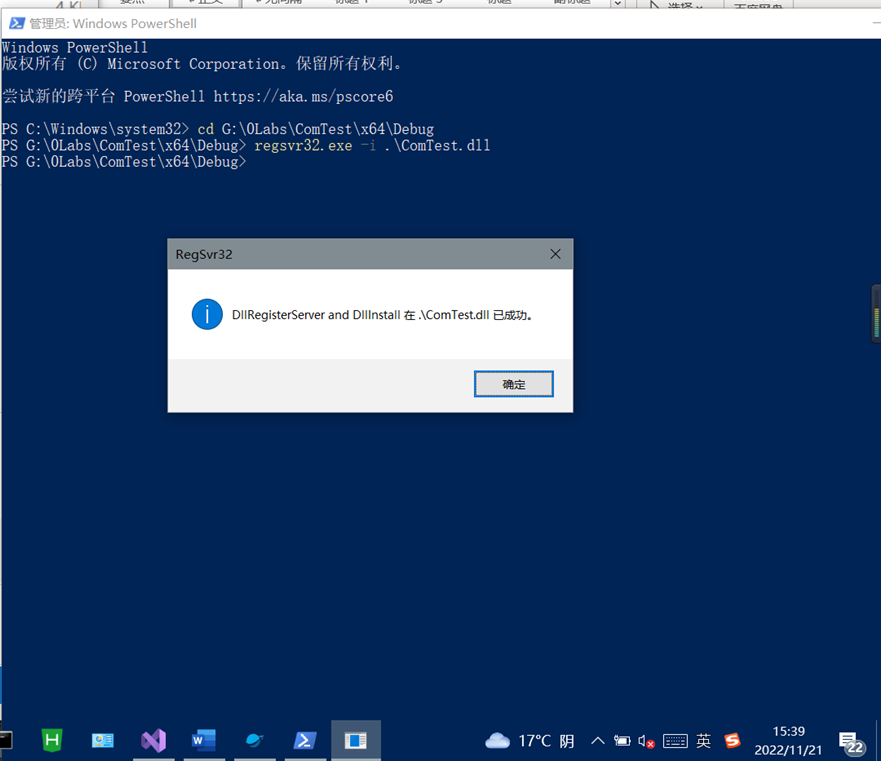 管理员: Windows PowerShell
Windows PowerShell
版权所有 (C) Microsoft Corporation。保留所有权利。
尝试新的跨平台 PowerShell https://aka.ms/pscore6
PS C:\Windows\system32> cd G:\0Labs\ComTest\x64\Debug
PS G:\0Labs\ComTest\x64\Debug> regsvr32.exe -i .\ComTest.dll
PS G:\0Labs\ComTest\x64\Debug>
RegSvr32
DllRegisterServer and DllInstall 在 .\ComTest.dll 已成功。
确定
17°C 阴
英
15:39
2022/11/21
22